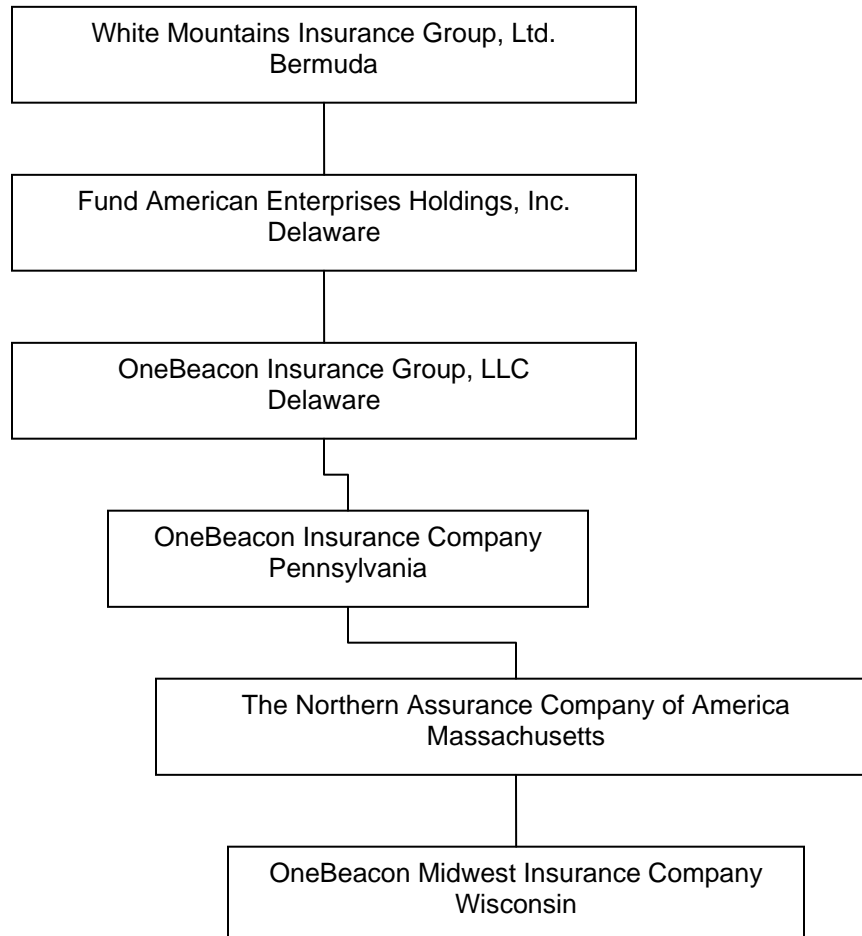 White Mountains Insurance Group, Ltd.
Bermuda
Fund American Enterprises Holdings, Inc.
Delaware
OneBeacon Insurance Group, LLC
Delaware
OneBeacon Insurance Company
Pennsylvania
The Northern Assurance Company of America
Massachusetts
OneBeacon Midwest Insurance Company
Wisconsin